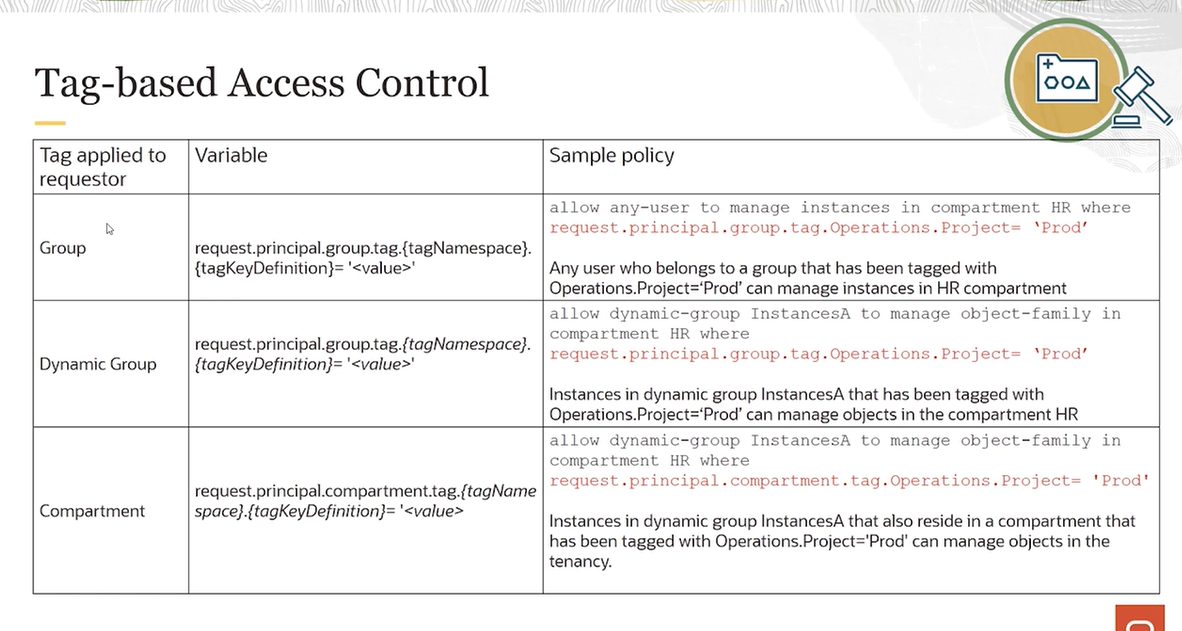 Tag-based Access Control
Tag applied to
requestor
Variable
Sample policy
Group
request.principal.group.tag.{tagNamespace}.
{tagKeyDefinition}= '<value>'
allow any-user to manage instances in compartment HR where
request.principal.group.tag.Operations.Project= ‘Prod’
Any user who belongs to a group that has been tagged with
Operations.Project=‘Prod’ can manage instances in HR compartment
Dynamic Group
request.principal.group.tag.{tagNamespace}.
{tagKeyDefinition}= '<value>'
allow dynamic-group InstancesA to manage object-family in
compartment HR where
request.principal.group.tag.Operations.Project= ‘Prod’
Instances in dynamic group InstancesA that has been tagged with
Operations.Project=‘Prod’ can manage objects in the compartment HR
Compartment
request.principal.compartment.tag.{tagName
space}.{tagKeyDefinition}= '<value>
allow dynamic-group InstancesA to manage object-family in
compartment HR where
request.principal.compartment.tag.Operations.Project= 'Prod'
Instances in dynamic group InstancesA that also reside in a compartment that
has been tagged with Operations.Project='Prod' can manage objects in the
tenancy.